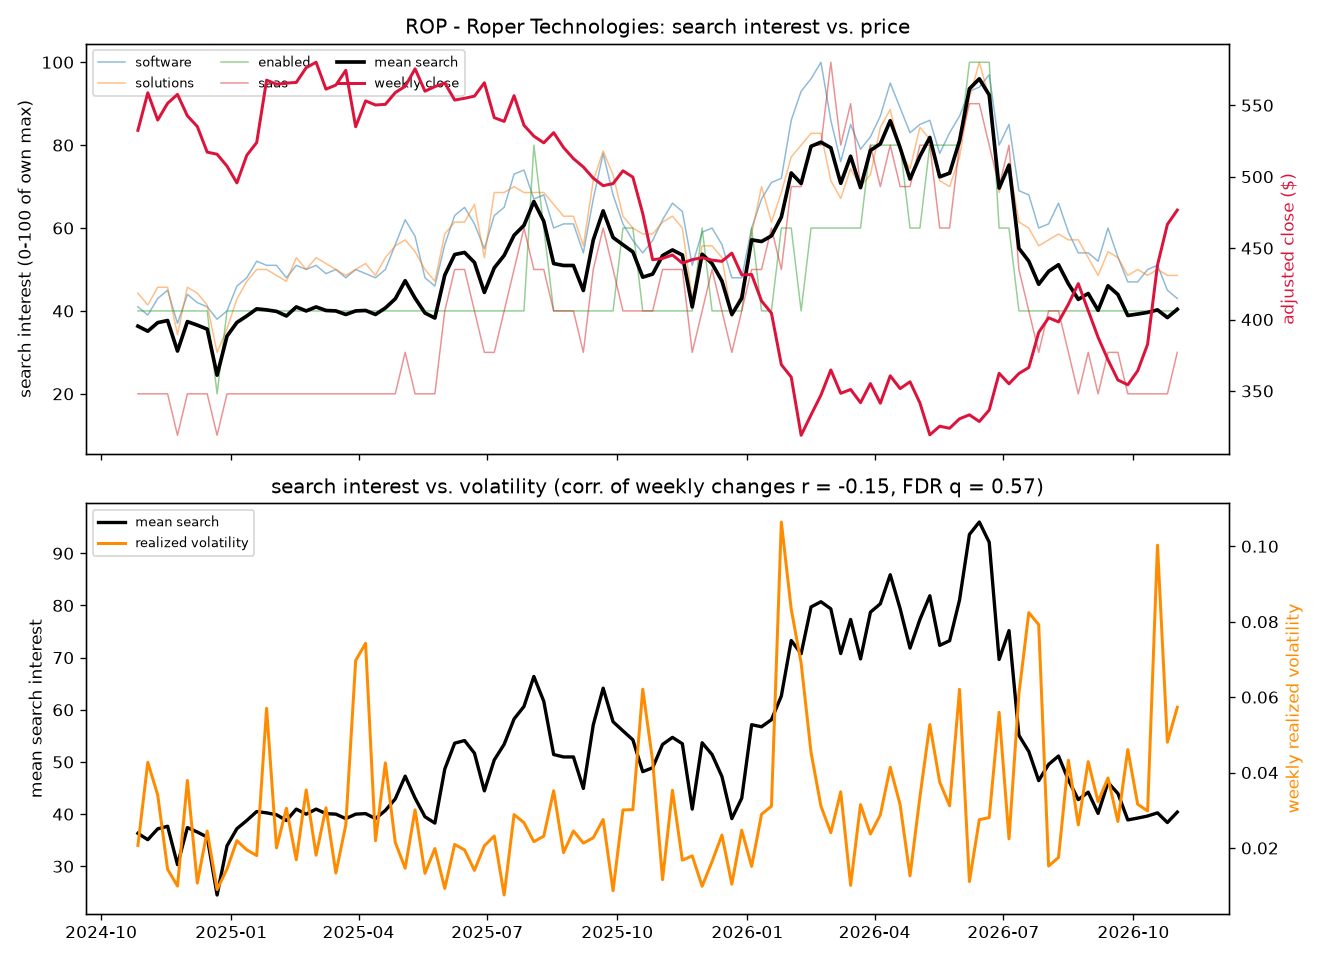 ROP - Roper Technologies: search interest vs. price
software
solutions
enabled
saas
mean search
weekly close
100
80
60
40
20
search interest (0-100 of own max)
550
500
450
400
350
adjusted close ($)
search interest vs. volatility (corr. of weekly changes r = -0.15, FDR q = 0.57)
mean search
realized volatility
90
80
70
60
50
40
30
mean search interest
0.10
0.08
0.06
0.04
0.02
weekly realized volatility
2024-10
2025-01
2025-04
2025-07
2025-10
2026-01
2026-04
2026-07
2026-10